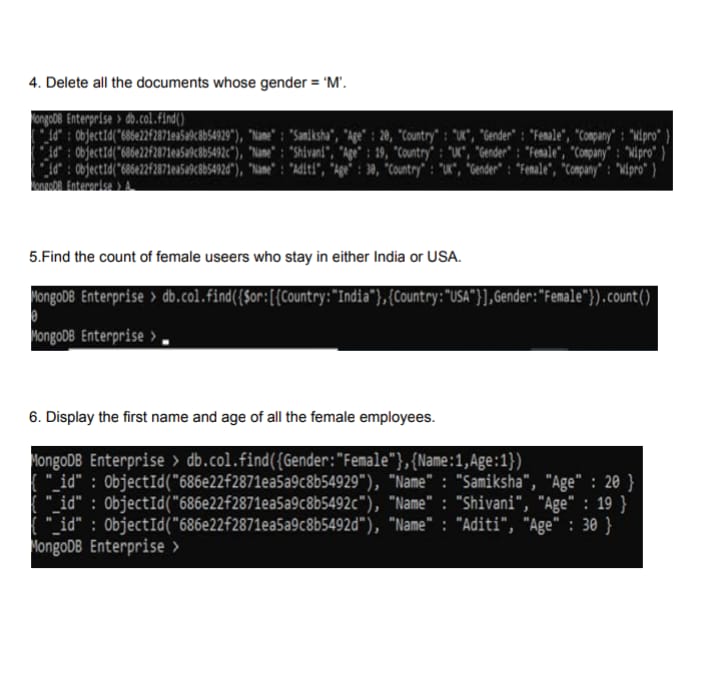 4. Delete all the documents whose gender = 'M'.
MongoDB Enterprise > db.col.find()
{ "_id" : ObjectId("686e22f2871ea5a9c8b54929"), "Name" : "Samiksha", "Age" : 20, "Country" : "UK", "Gender" : "Female", "Company" : "Wipro" }
{ "_id" : ObjectId("686e22f2871ea5a9c8b5492c"), "Name" : "Shivani", "Age" : 19, "Country" : "UK", "Gender" : "Female", "Company" : "Wipro" }
{ "_id" : ObjectId("686e22f2871ea5a9c8b5492d"), "Name" : "Aditi", "Age" : 30, "Country" : "UK", "Gender" : "Female", "Company" : "Wipro" }
MongoDB Enterprise > A
5.Find the count of female useers who stay in either India or USA.
MongoDB Enterprise > db.col.find({$or:[{Country:"India"},{Country:"USA"}],Gender:"Female"}).count()
0
MongoDB Enterprise >
6. Display the first name and age of all the female employees.
MongoDB Enterprise > db.col.find({Gender:"Female"},{Name:1,Age:1})
{ "_id" : ObjectId("686e22f2871ea5a9c8b54929"), "Name" : "Samiksha", "Age" : 20 }
{ "_id" : ObjectId("686e22f2871ea5a9c8b5492c"), "Name" : "Shivani", "Age" : 19 }
{ "_id" : ObjectId("686e22f2871ea5a9c8b5492d"), "Name" : "Aditi", "Age" : 30 }
MongoDB Enterprise >